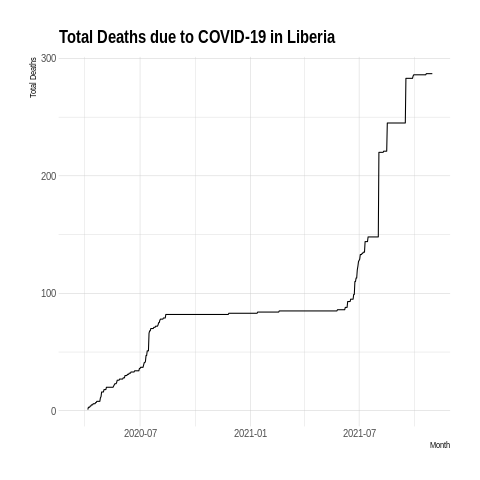 Total Deaths due to COVID-19 in Liberia
Total Deaths
300
200
100
0
2020-07 2021-01 2021-07
Month